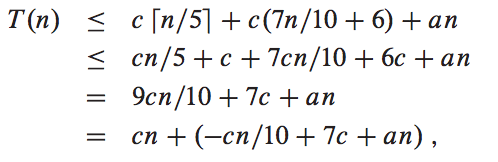 T(n) ≤ c ⌈n/5⌉ + c(7n/10 + 6) + an
≤ cn/5 + c + 7cn/10 + 6c + an
= 9cn/10 + 7c + an
= cn + (−cn/10 + 7c + an) ,